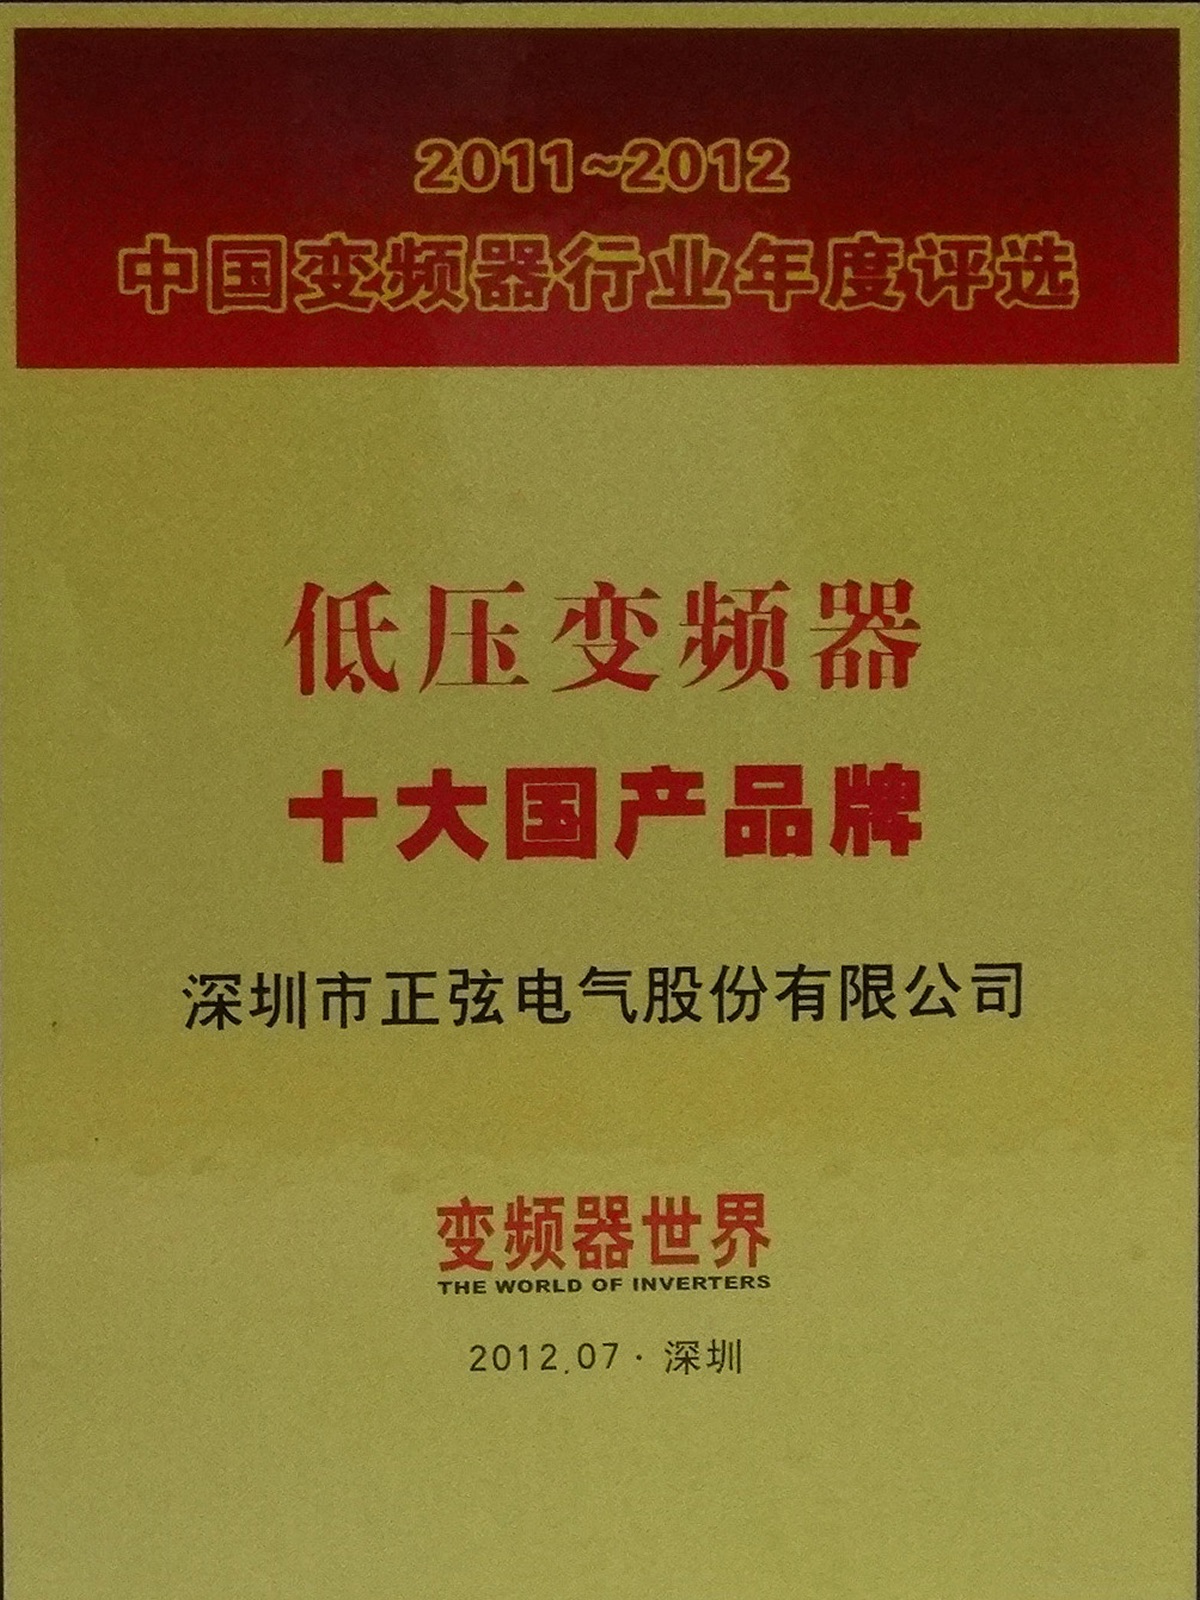 2011~2012
中国变频器行业年度评选
低压变频器
十大国产品牌
深圳市正弦电气股份有限公司
变频器世界
THE WORLD OF INVERTERS
2012.07·深圳